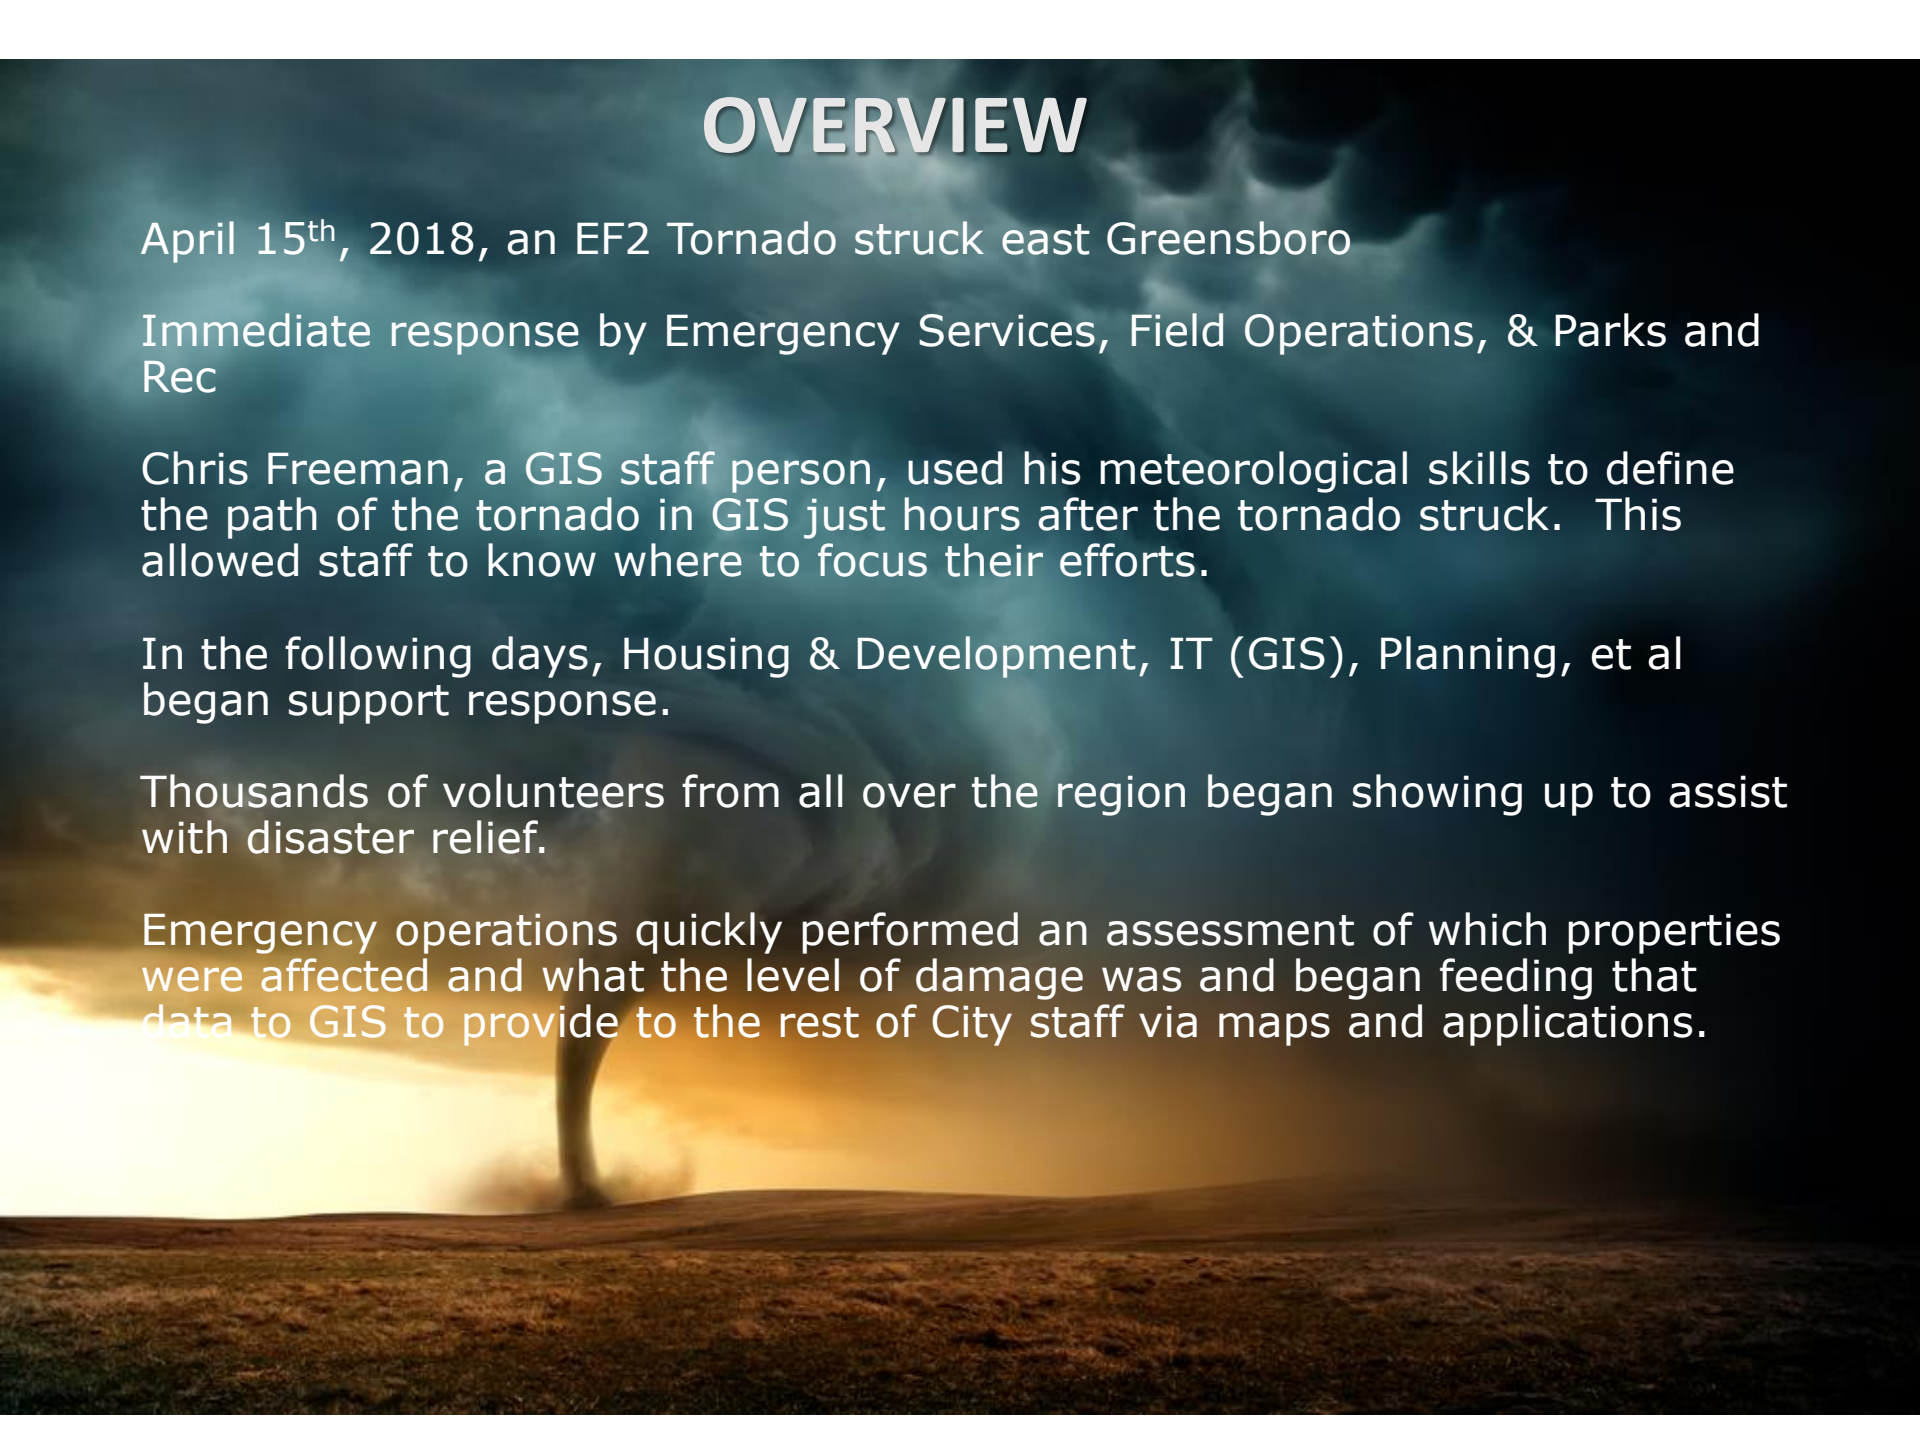 OVERVIEW
April 15th, 2018, an EF2 Tornado struck east Greensboro
Immediate response by Emergency Services, Field Operations, & Parks and
Rec
Chris Freeman, a GIS staff person, used his meteorological skills to define
the path of the tornado in GIS just hours after the tornado struck.  This
allowed staff to know where to focus their efforts.
In the following days, Housing & Development, IT (GIS), Planning, et al
began support response.
Thousands of volunteers from all over the region began showing up to assist
with disaster relief.
Emergency operations quickly performed an assessment of which properties
were affected and what the level of damage was and began feeding that
data to GIS to provide to the rest of City staff via maps and applications.